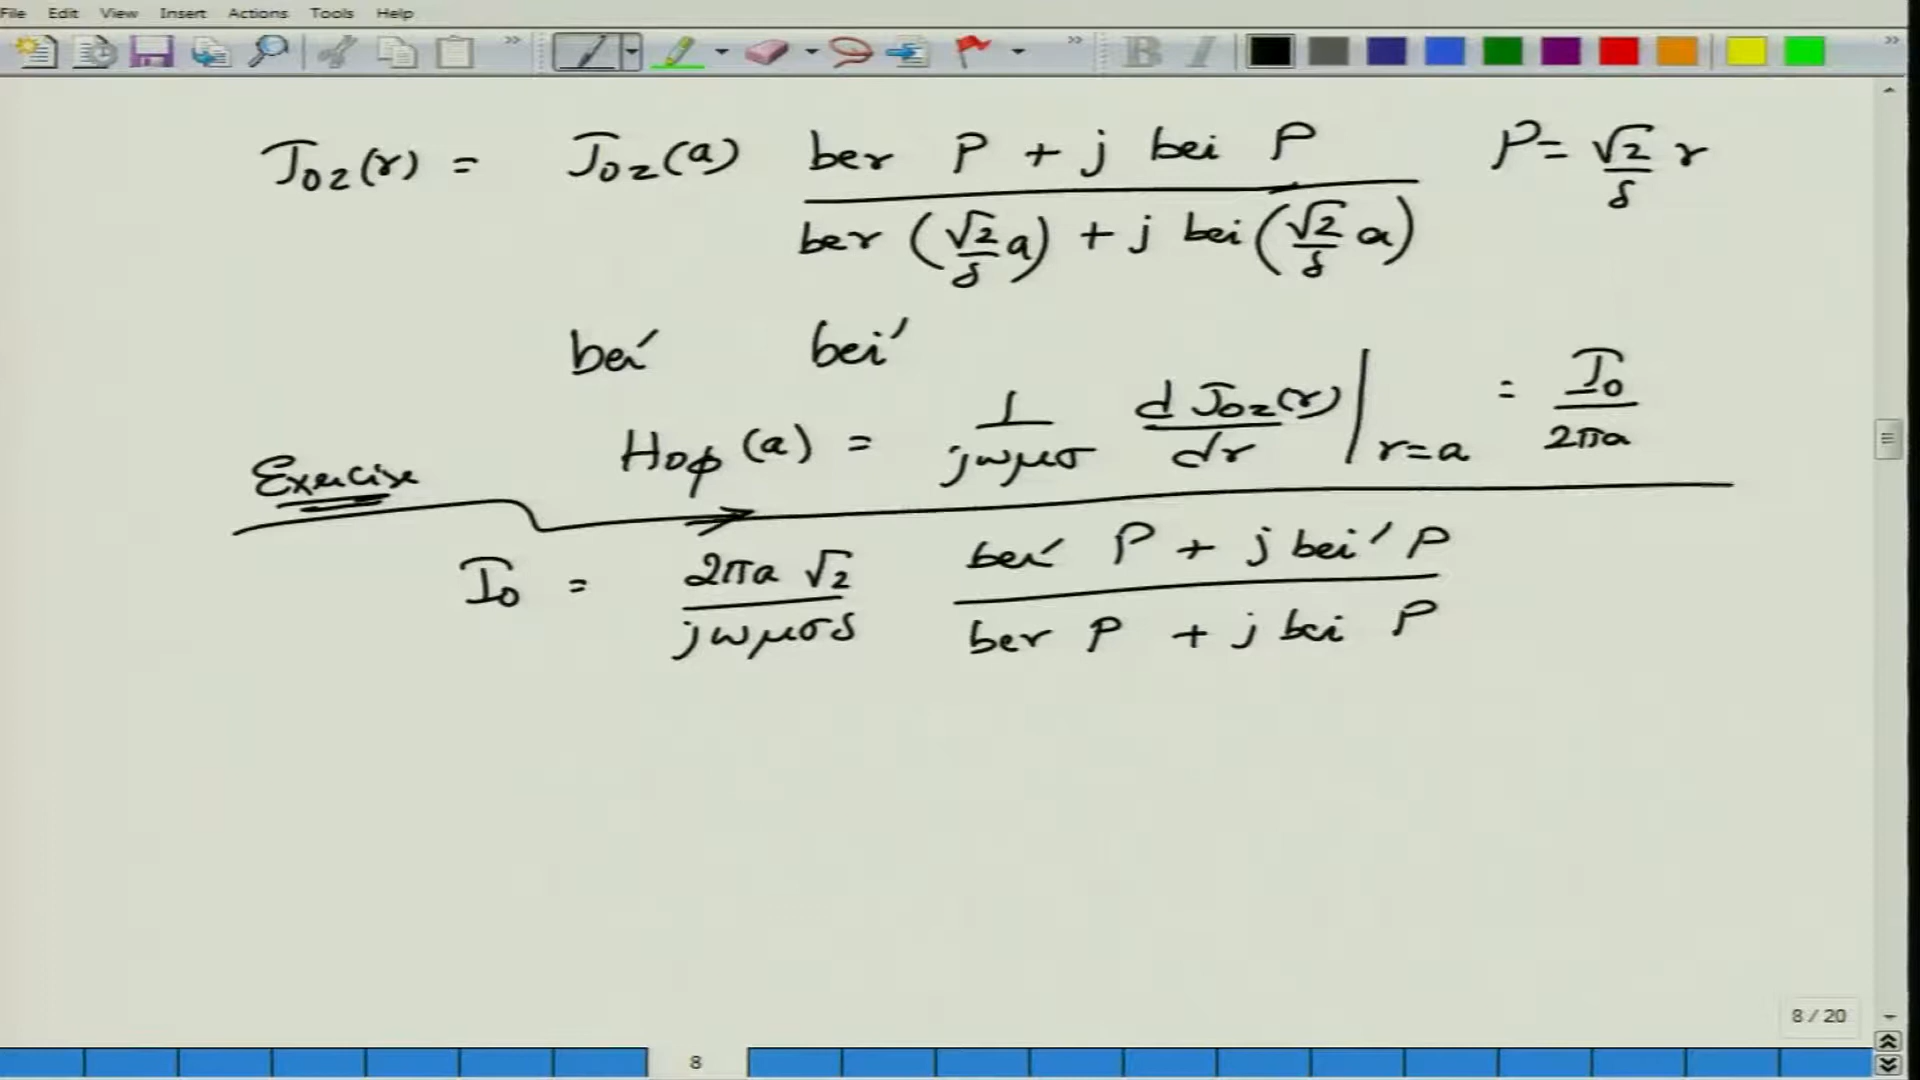 File Edit View Insert Actions Tools Help
B I
J₀z(r) = J₀z(a) (ber P + j bei P) / (ber (√2/δ a) + j bei (√2/δ a)) P = √2/δ r
ber′ bei′
Exercise H₀ϕ(a) = 1/(jωμσ) dJ₀z(r)/dr |r=a = I₀/(2πa)
I₀ = (2πa √2)/(jωμσδ) (ber′ P + j bei′ P) / (ber P + j bei P)
8 / 20
8